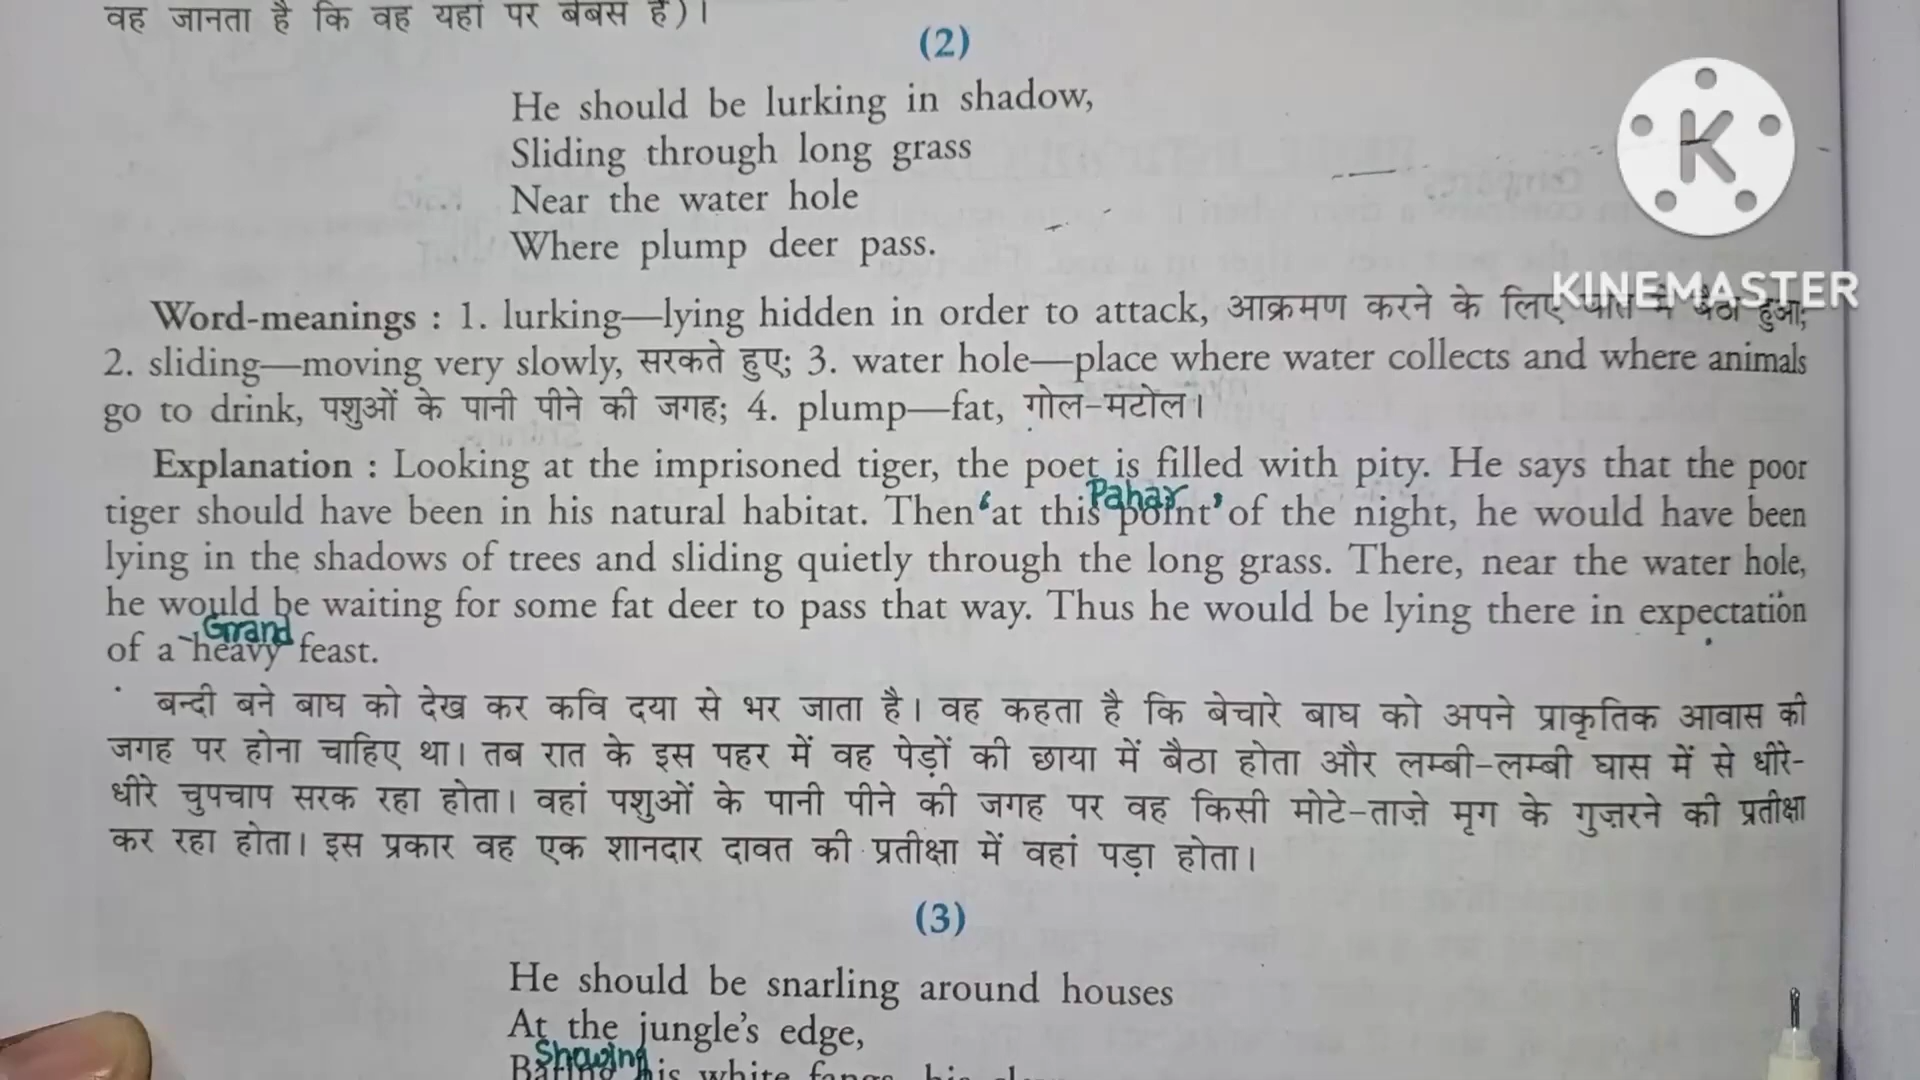 वह जानता है कि वह यहां पर बेबस है)।
(2)
He should be lurking in shadow,
Sliding through long grass
Near the water hole
Where plump deer pass.
KINEMASTER
Word-meanings : 1. lurking—lying hidden in order to attack, आक्रमण करने के लिए में बैठा हुआ;
2. sliding—moving very slowly, सरकते हुए; 3. water hole—place where water collects and where animals
go to drink, पशुओं के पानी पीने की जगह; 4. plump—fat, गोल-मटोल।
Explanation : Looking at the imprisoned tiger, the poet is filled with pity. He says that the poor
Pahar
tiger should have been in his natural habitat. Then ‘at this point’ of the night, he would have been
lying in the shadows of trees and sliding quietly through the long grass. There, near the water hole,
he would be waiting for some fat deer to pass that way. Thus he would be lying there in expectation
Grand
of a heavy feast.
बन्दी बने बाघ को देख कर कवि दया से भर जाता है। वह कहता है कि बेचारे बाघ को अपने प्राकृतिक आवास की
जगह पर होना चाहिए था। तब रात के इस पहर में वह पेड़ों की छाया में बैठा होता और लम्बी-लम्बी घास में से धीरे-
धीरे चुपचाप सरक रहा होता। वहां पशुओं के पानी पीने की जगह पर वह किसी मोटे-ताज़े मृग के गुज़रने की प्रतीक्षा
कर रहा होता। इस प्रकार वह एक शानदार दावत की प्रतीक्षा में वहां पड़ा होता।
(3)
He should be snarling around houses
At the jungle’s edge,
Showing
Baring his white fangs, his